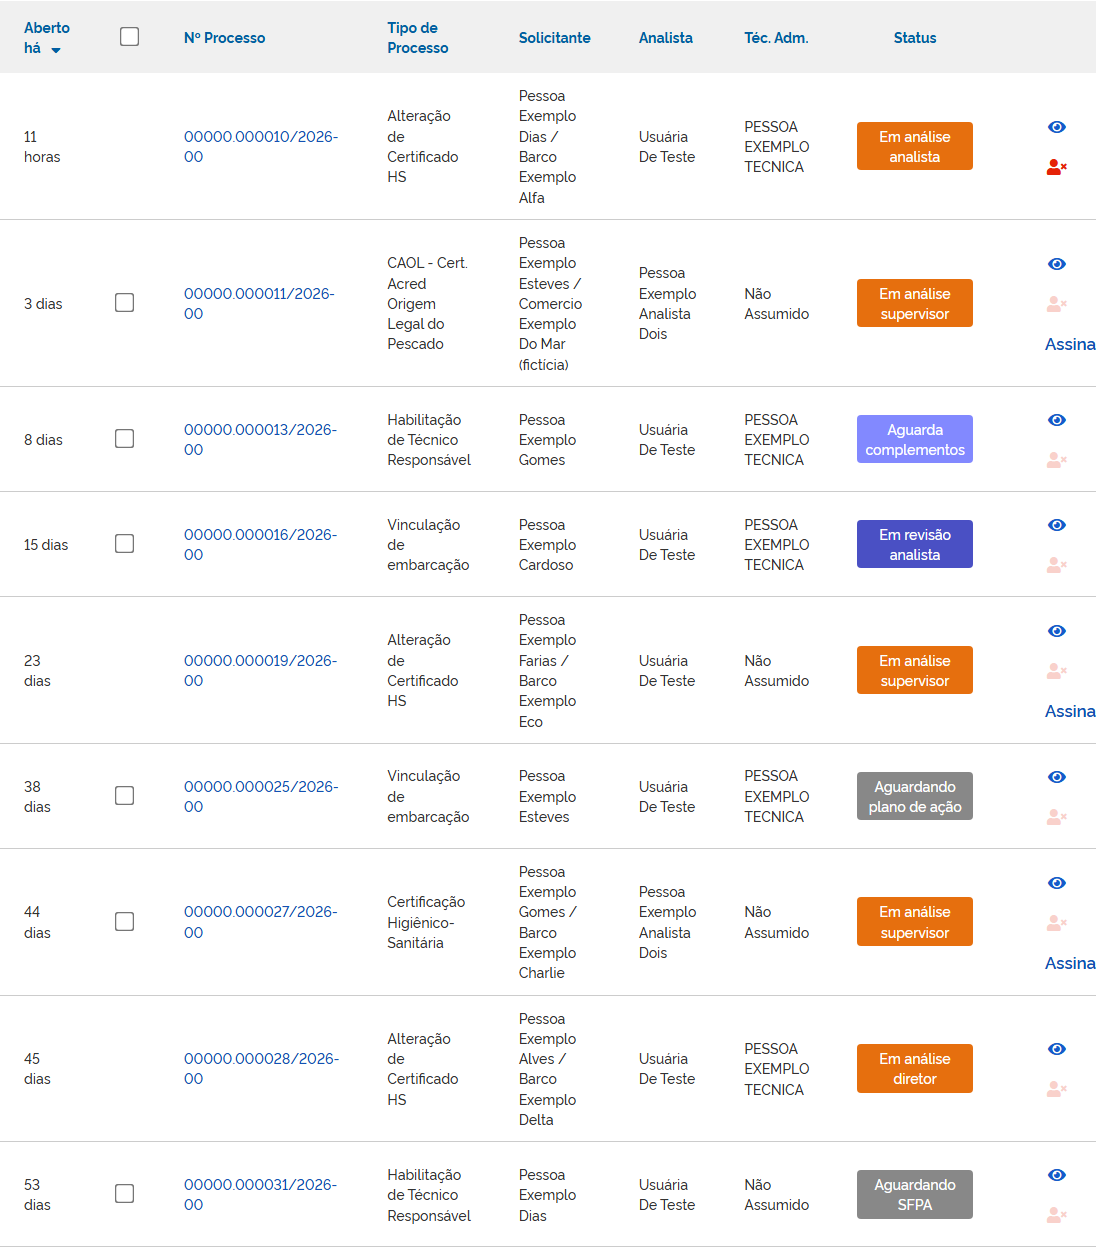 Aberto há
Nº Processo
Tipo de Processo
Solicitante
Analista
Téc. Adm.
Status
11 horas
00000.000010/2026-00
Alteração de Certificado HS
Pessoa Exemplo Dias / Barco Exemplo Alfa
Usuária De Teste
PESSOA EXEMPLO TECNICA
Em análise analista
3 dias
00000.000011/2026-00
CAOL - Cert. Acred Origem Legal do Pescado
Pessoa Exemplo Esteves / Comercio Exemplo Do Mar (fictícia)
Pessoa Exemplo Analista Dois
Não Assumido
Em análise supervisor
Assina
8 dias
00000.000013/2026-00
Habilitação de Técnico Responsável
Pessoa Exemplo Gomes
Usuária De Teste
PESSOA EXEMPLO TECNICA
Aguarda complementos
15 dias
00000.000016/2026-00
Vinculação de embarcação
Pessoa Exemplo Cardoso
Usuária De Teste
PESSOA EXEMPLO TECNICA
Em revisão analista
23 dias
00000.000019/2026-00
Alteração de Certificado HS
Pessoa Exemplo Farias / Barco Exemplo Eco
Usuária De Teste
Não Assumido
Em análise supervisor
Assina
38 dias
00000.000025/2026-00
Vinculação de embarcação
Pessoa Exemplo Esteves
Usuária De Teste
PESSOA EXEMPLO TECNICA
Aguardando plano de ação
44 dias
00000.000027/2026-00
Certificação Higiênico-Sanitária
Pessoa Exemplo Gomes / Barco Exemplo Charlie
Pessoa Exemplo Analista Dois
Não Assumido
Em análise supervisor
Assina
45 dias
00000.000028/2026-00
Alteração de Certificado HS
Pessoa Exemplo Alves / Barco Exemplo Delta
Usuária De Teste
PESSOA EXEMPLO TECNICA
Em análise diretor
53 dias
00000.000031/2026-00
Habilitação de Técnico Responsável
Pessoa Exemplo Dias
Usuária De Teste
Não Assumido
Aguardando SFPA